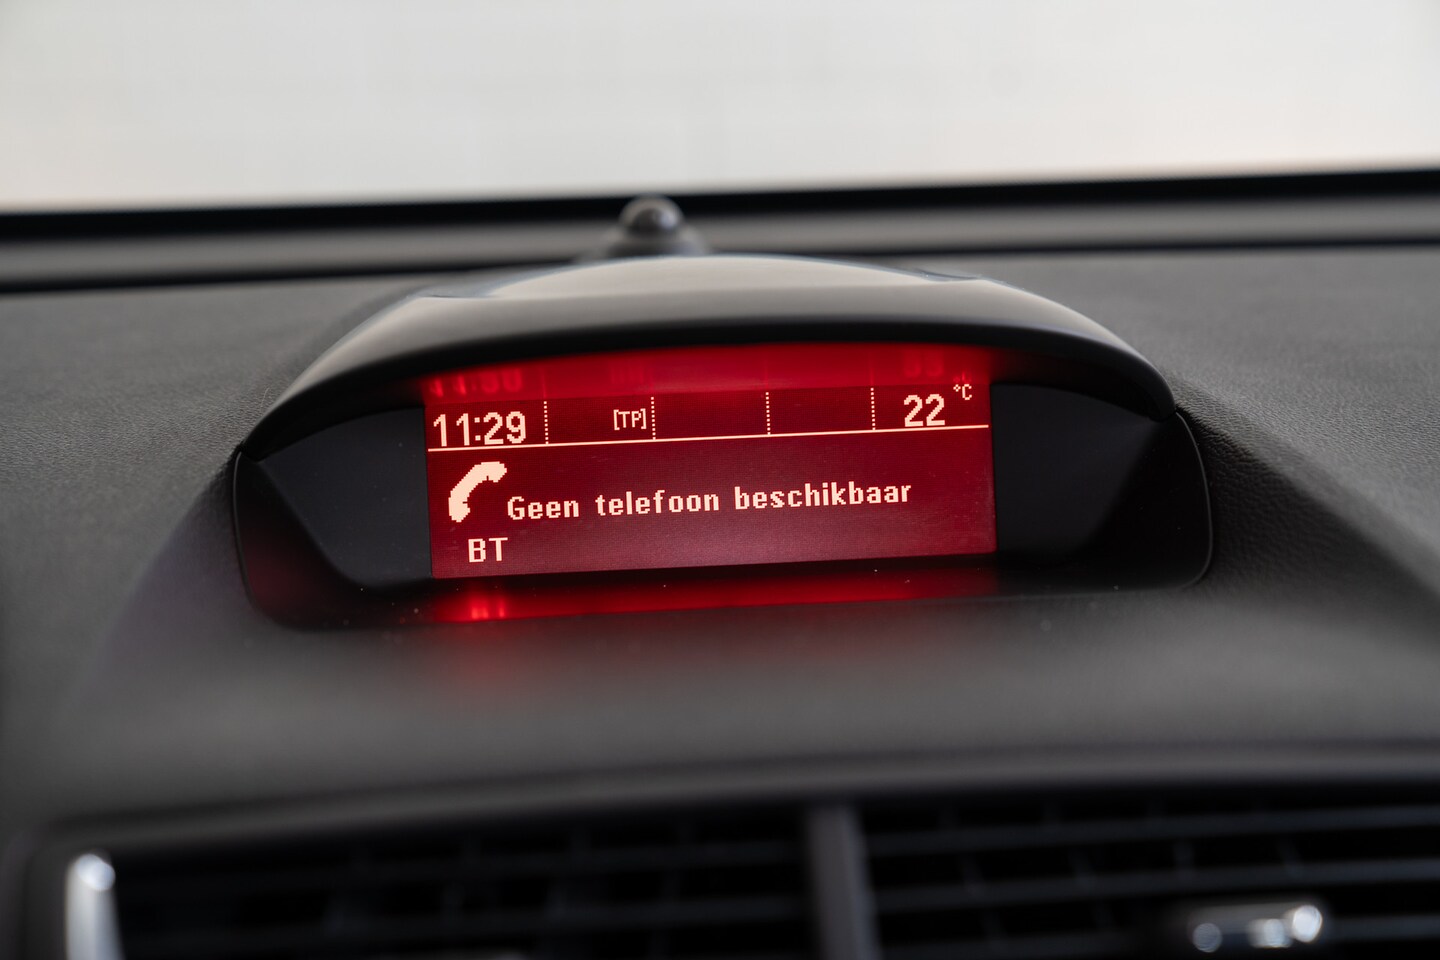 11:29 [TP] 22 °C
Geen telefoon beschikbaar
BT